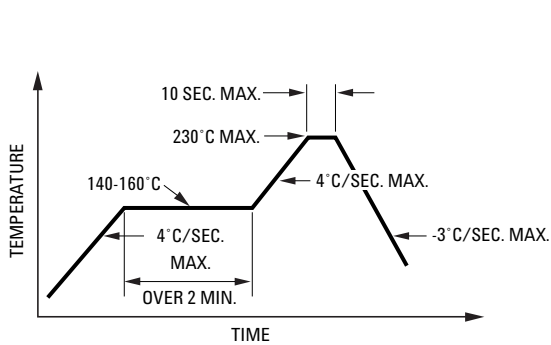 10 SEC. MAX.
230˚C MAX.
140-160˚C
4˚C/SEC. MAX.
4˚C/SEC.
MAX.
-3˚C/SEC. MAX.
OVER 2 MIN.
TEMPERATURE
TIME